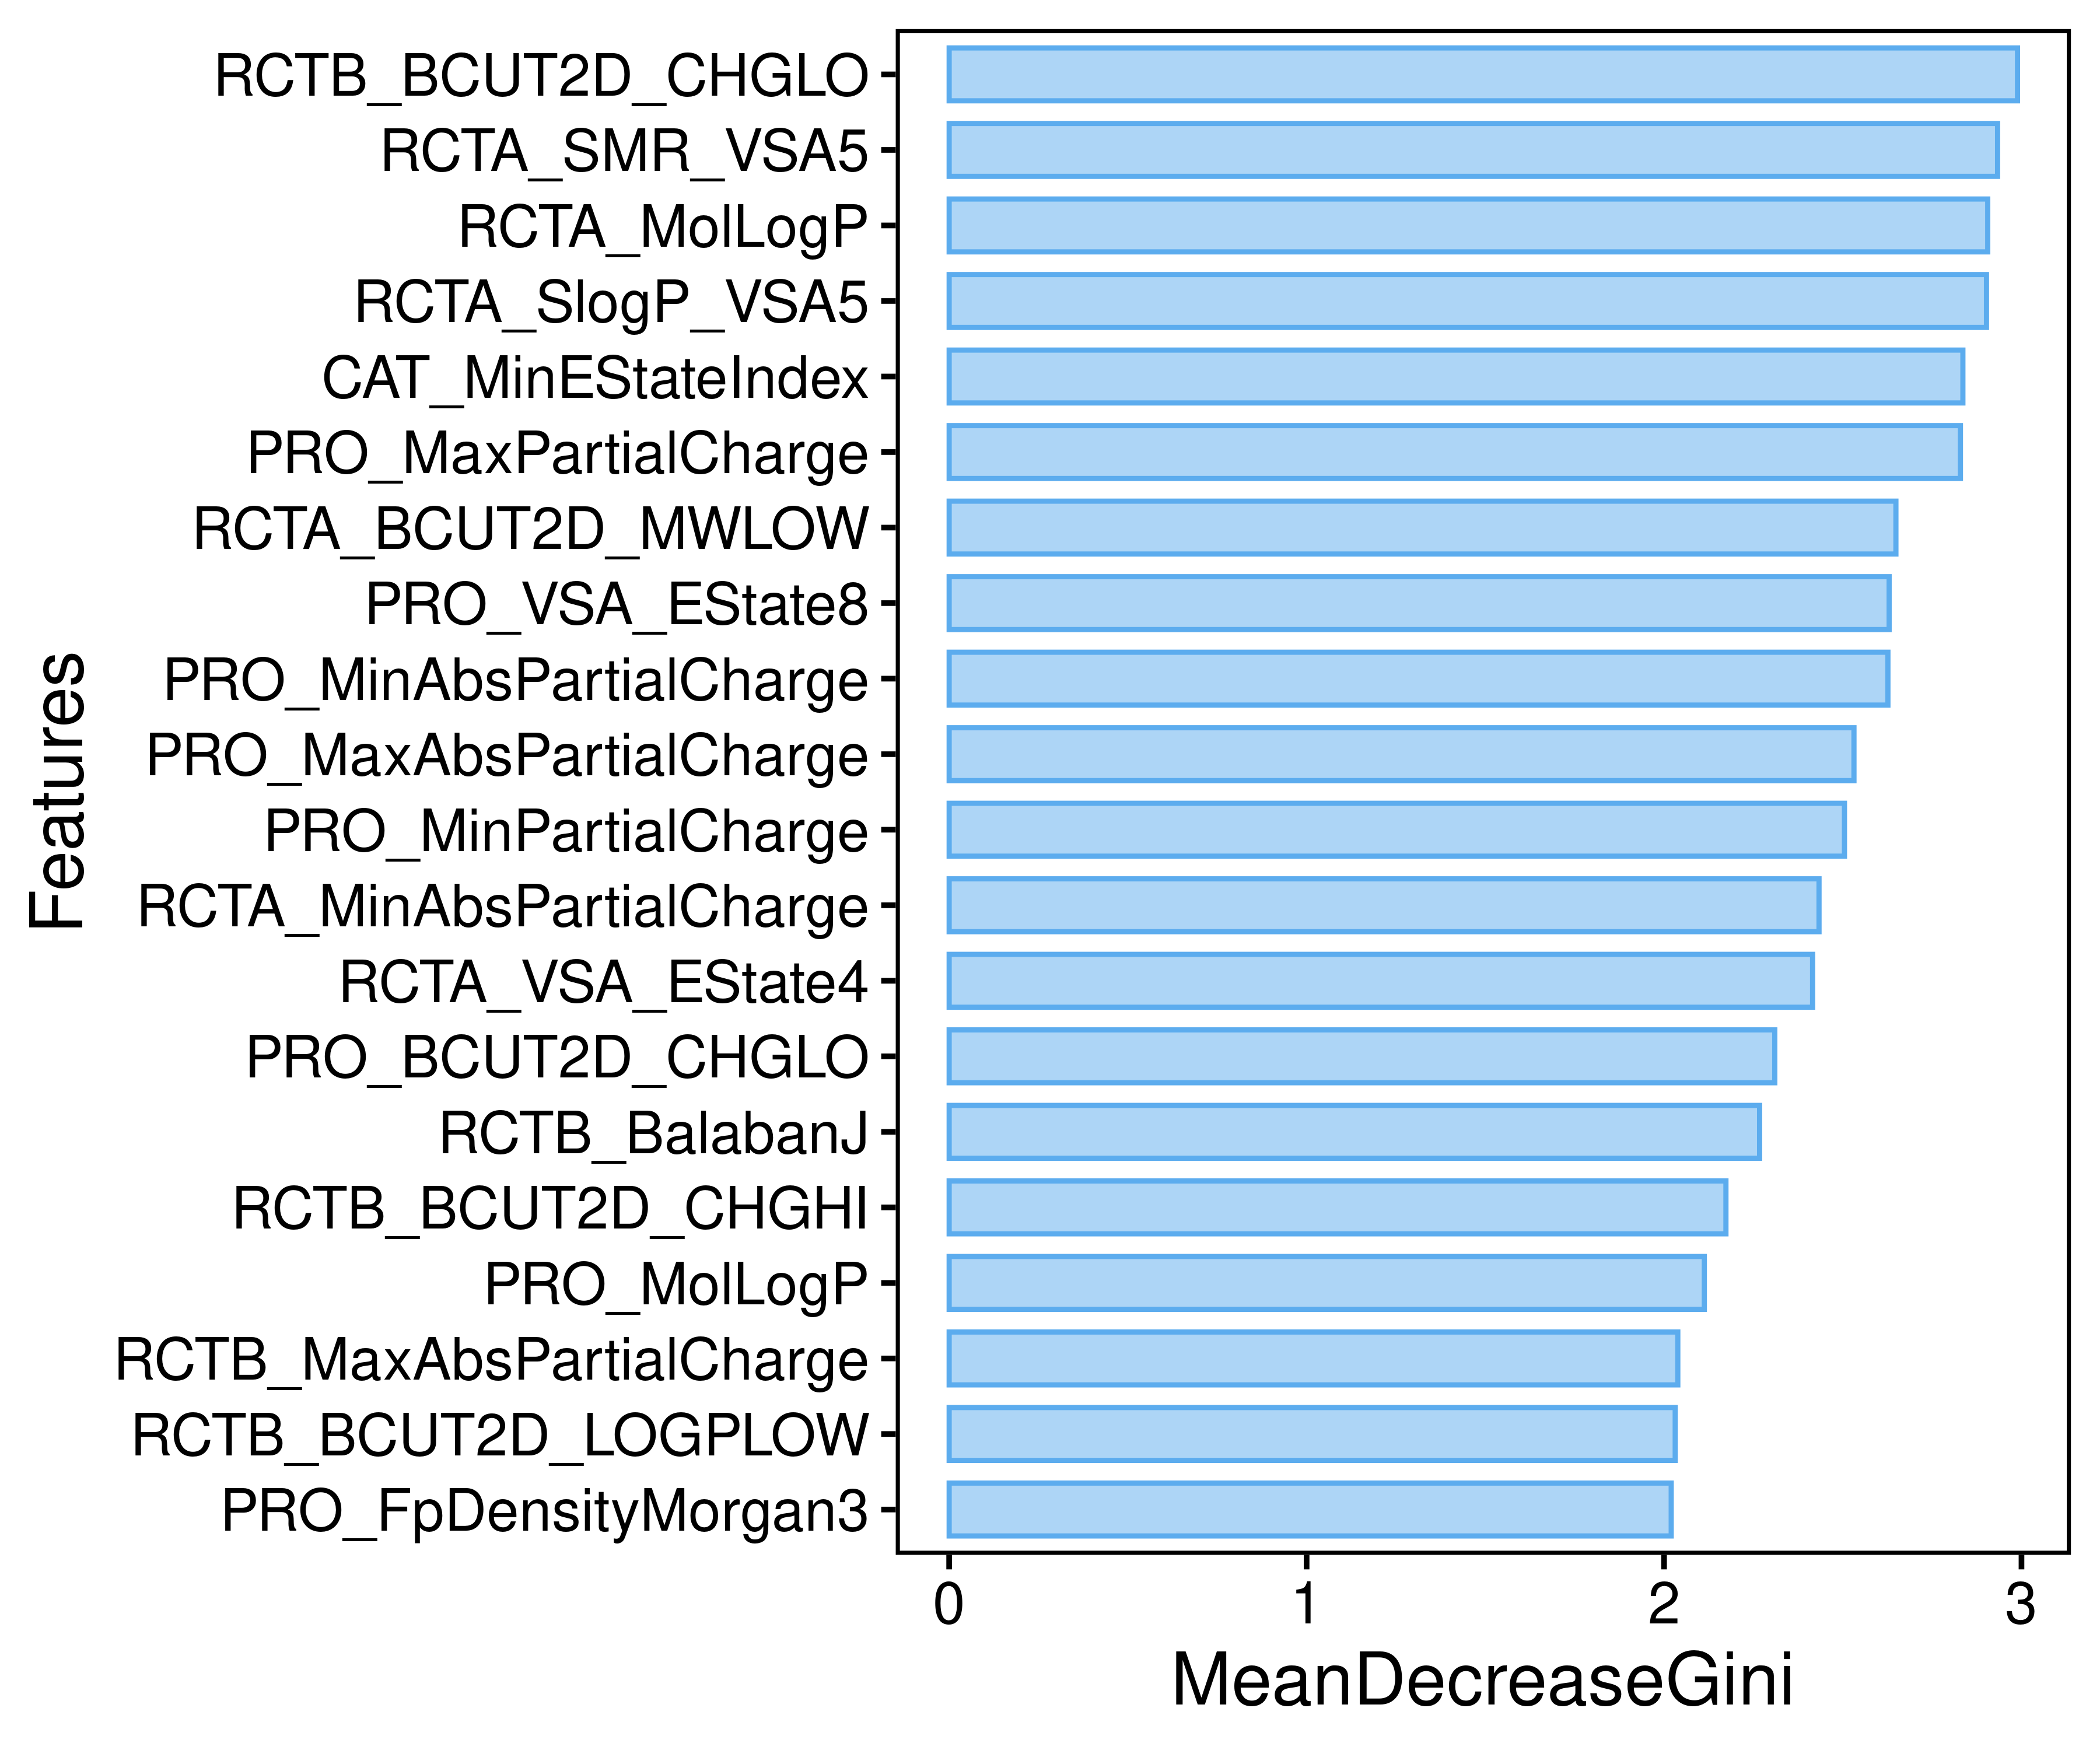 RCTB_BCUT2D_CHGLO
RCTA_SMR_VSA5
RCTA_MolLogP
RCTA_SlogP_VSA5
CAT_MinEStateIndex
PRO_MaxPartialCharge
RCTA_BCUT2D_MWLOW
PRO_VSA_EState8
PRO_MinAbsPartialCharge
PRO_MaxAbsPartialCharge
PRO_MinPartialCharge
RCTA_MinAbsPartialCharge
RCTA_VSA_EState4
PRO_BCUT2D_CHGLO
RCTB_BalabanJ
RCTB_BCUT2D_CHGHI
PRO_MolLogP
RCTB_MaxAbsPartialCharge
RCTB_BCUT2D_LOGPLOW
PRO_FpDensityMorgan3
Features
0 1 2 3
MeanDecreaseGini